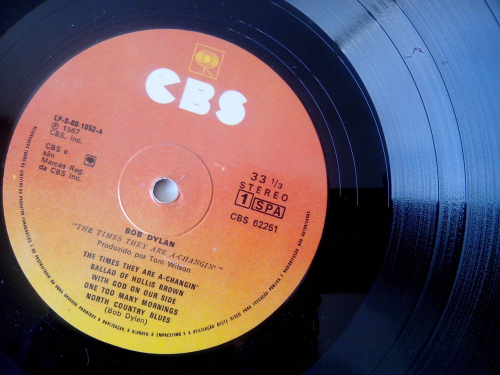 CBS
LP-S-60-1052-A
℗ 1967
CBS, Inc.
CBS e
são
Marcas Reg.
da CBS Inc.
33 1/3
STEREO
1 SPA
CBS 62251
BOB DYLAN
"THE TIMES THEY ARE A-CHANGIN'"
Produzido por Tom Wilson
THE TIMES THEY ARE A-CHANGIN'
BALLAD OF HOLLIS BROWN
WITH GOD ON OUR SIDE
ONE TOO MANY MORNINGS
NORTH COUNTRY BLUES
(Bob Dylan)